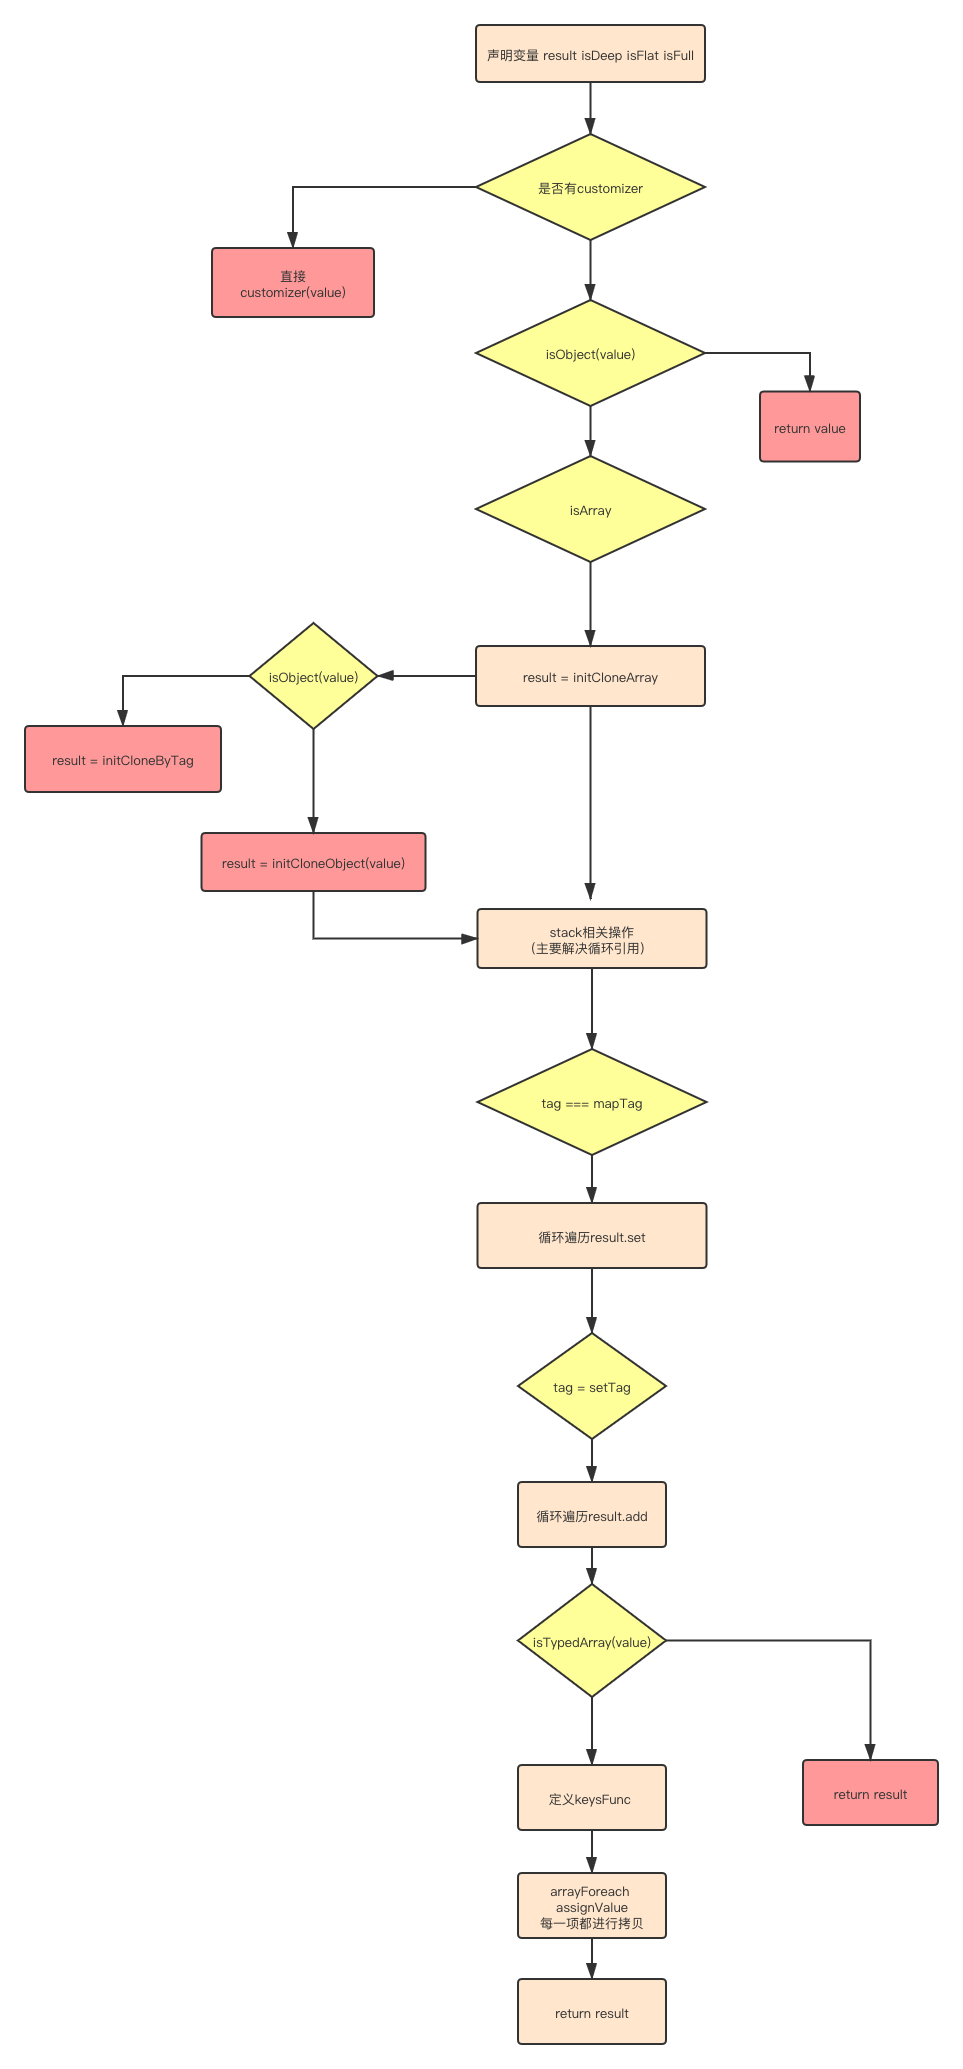 声明变量 result isDeep isFlat isFull
是否有customizer
直接
customizer(value)
isObject(value)
return value
isArray
isObject(value)
result = initCloneArray
result = initCloneByTag
result = initCloneObject(value)
stack相关操作
（主要解决循环引用）
tag === mapTag
循环遍历result.set
tag = setTag
循环遍历result.add
isTypedArray(value)
定义keysFunc
return result
arrayForeach
assignValue
每一项都进行拷贝
return result